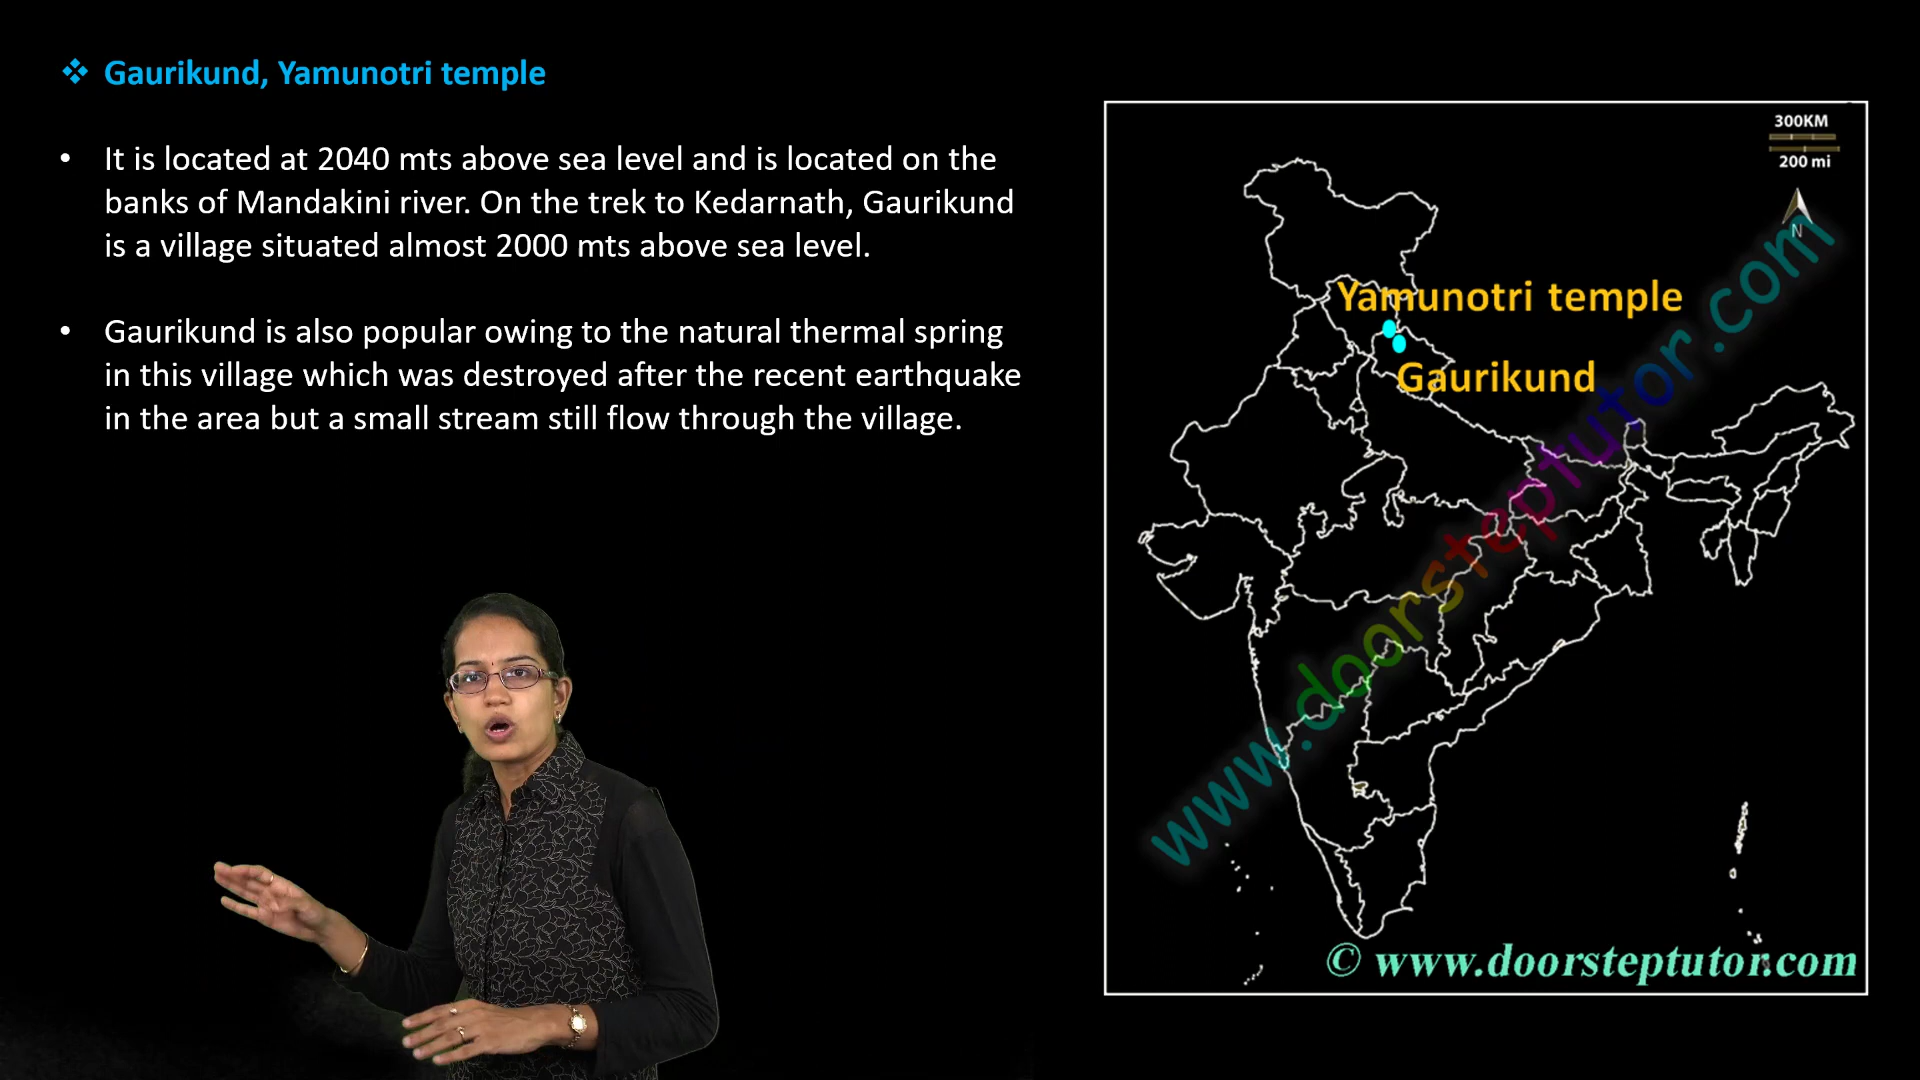 ❖ Gaurikund, Yamunotri temple
• It is located at 2040 mts above sea level and is located on the
banks of Mandakini river. On the trek to Kedarnath, Gaurikund
is a village situated almost 2000 mts above sea level.
• Gaurikund is also popular owing to the natural thermal spring
in this village which was destroyed after the recent earthquake
in the area but a small stream still flow through the village.
300KM
200 mi
N
Yamunotri temple
Gaurikund
www.doorsteptutor.com
© www.doorsteptutor.com